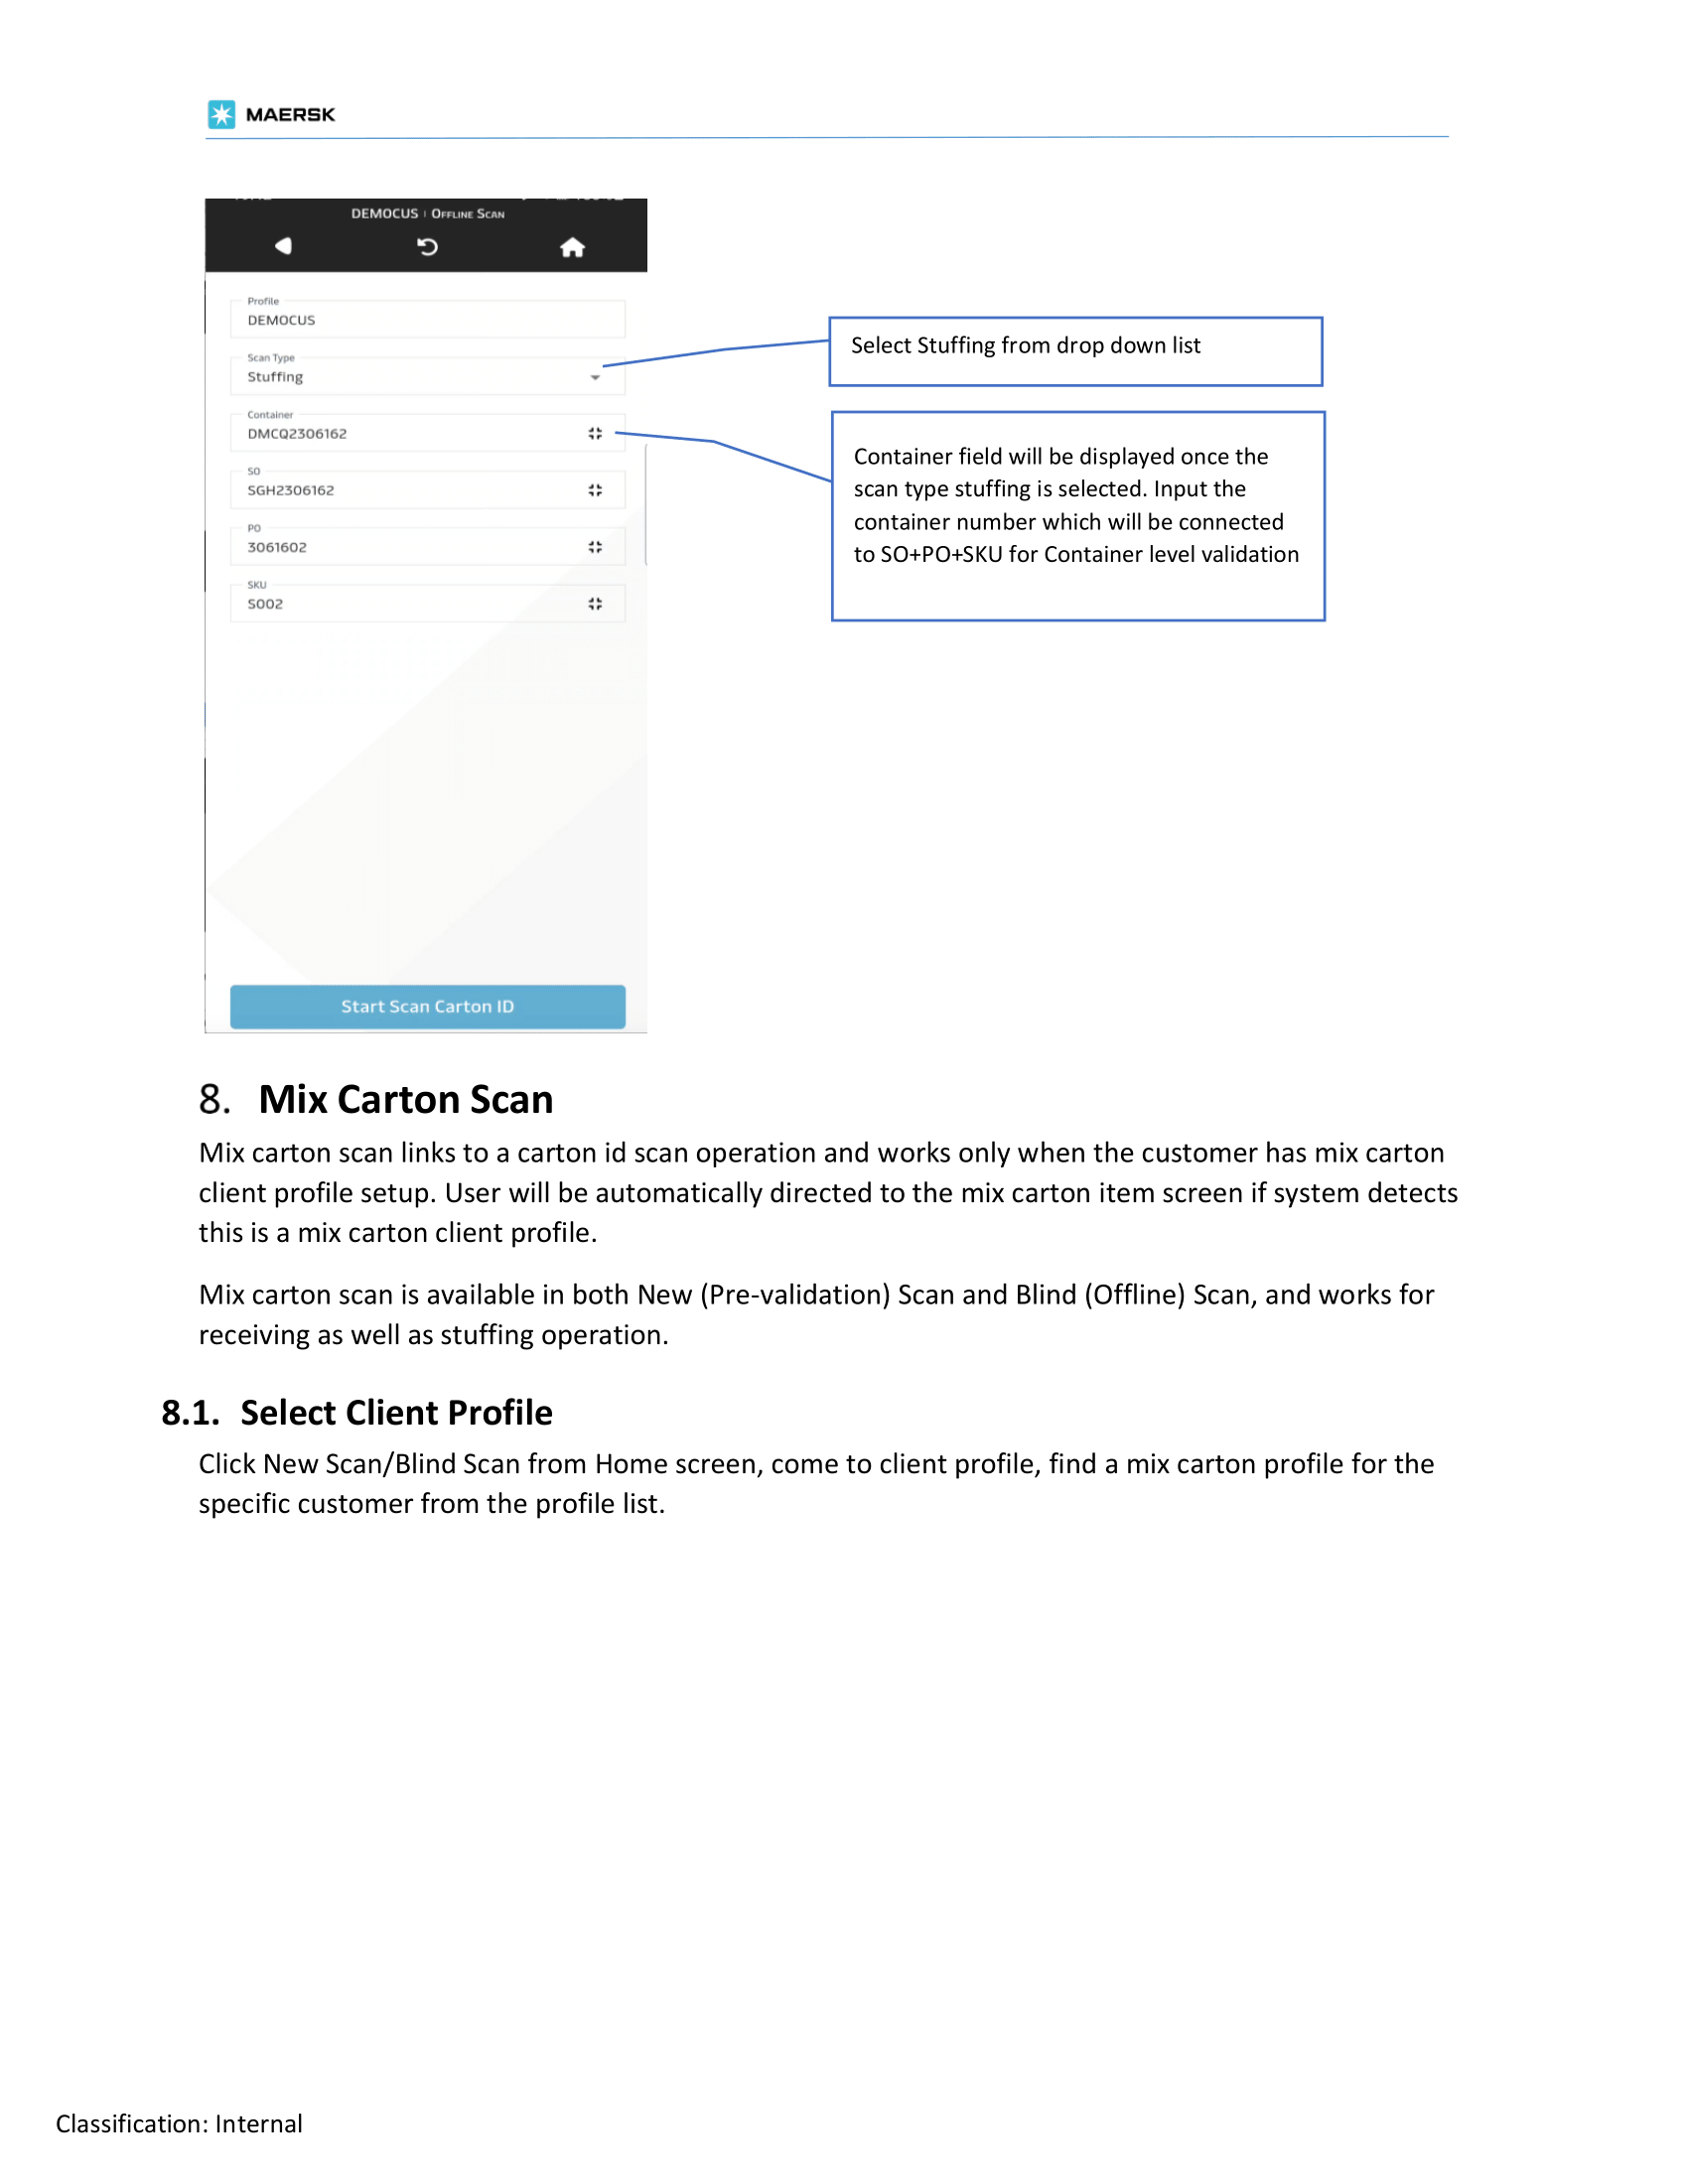 MAERSK
DEMOCUS | Offline Scan
Profile
DEMOCUS
Scan Type
Stuffing
Select Stuffing from drop down list
Container
DMCQ2306162
Container field will be displayed once the
scan type stuffing is selected. Input the
container number which will be connected
to SO+PO+SKU for Container level validation
SO
SGH2306162
PO
3061602
SKU
S002
Start Scan Carton ID
8. Mix Carton Scan
Mix carton scan links to a carton id scan operation and works only when the customer has mix carton
client profile setup. User will be automatically directed to the mix carton item screen if system detects
this is a mix carton client profile.
Mix carton scan is available in both New (Pre-validation) Scan and Blind (Offline) Scan, and works for
receiving as well as stuffing operation.
8.1. Select Client Profile
Click New Scan/Blind Scan from Home screen, come to client profile, find a mix carton profile for the
specific customer from the profile list.
Classification: Internal